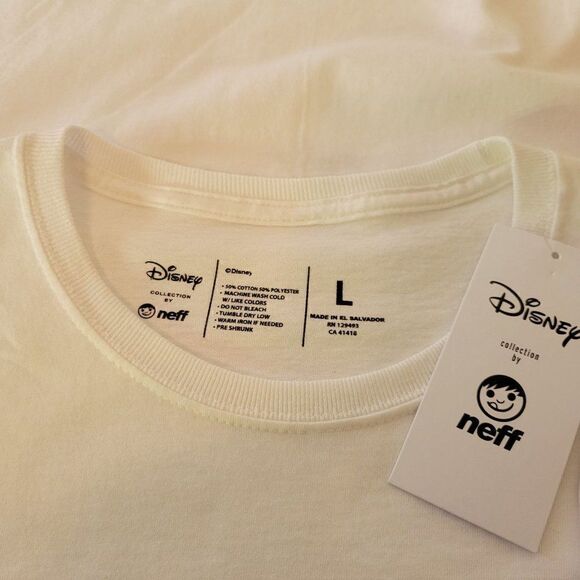 Disney
COLLECTION
BY
neff
©Disney
• 50% COTTON 50% POLYESTER
• MACHINE WASH COLD
W/ LIKE COLORS
• DO NOT BLEACH
• TUMBLE DRY LOW
• WARM IRON IF NEEDED
• PRE SHRUNK
L
MADE IN EL SALVADOR
RN 129493
CA 41418
Disney
collection
by
neff